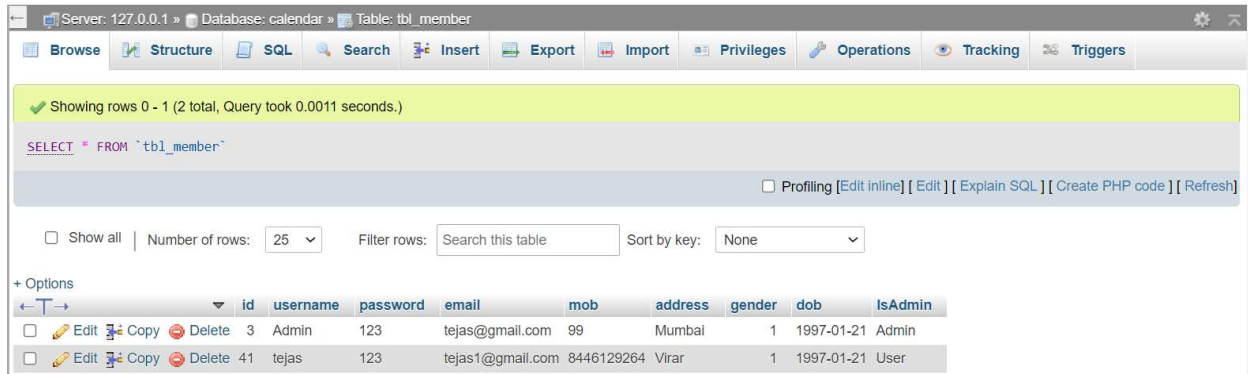 Server: 127.0.0.1 » Database: calendar » Table: tbl_member
Browse Structure SQL Search Insert Export Import Privileges Operations Tracking Triggers
Showing rows 0 - 1 (2 total, Query took 0.0011 seconds.)
SELECT * FROM `tbl_member`
Profiling [Edit inline] [ Edit ] [ Explain SQL ] [ Create PHP code ] [ Refresh]
Show all | Number of rows: 25 Filter rows: Search this table Sort by key: None
+ Options
←T→ id username password email mob address gender dob IsAdmin
Edit Copy Delete 3 Admin 123 tejas@gmail.com 99 Mumbai 1 1997-01-21 Admin
Edit Copy Delete 41 tejas 123 tejas1@gmail.com 8446129264 Virar 1 1997-01-21 User